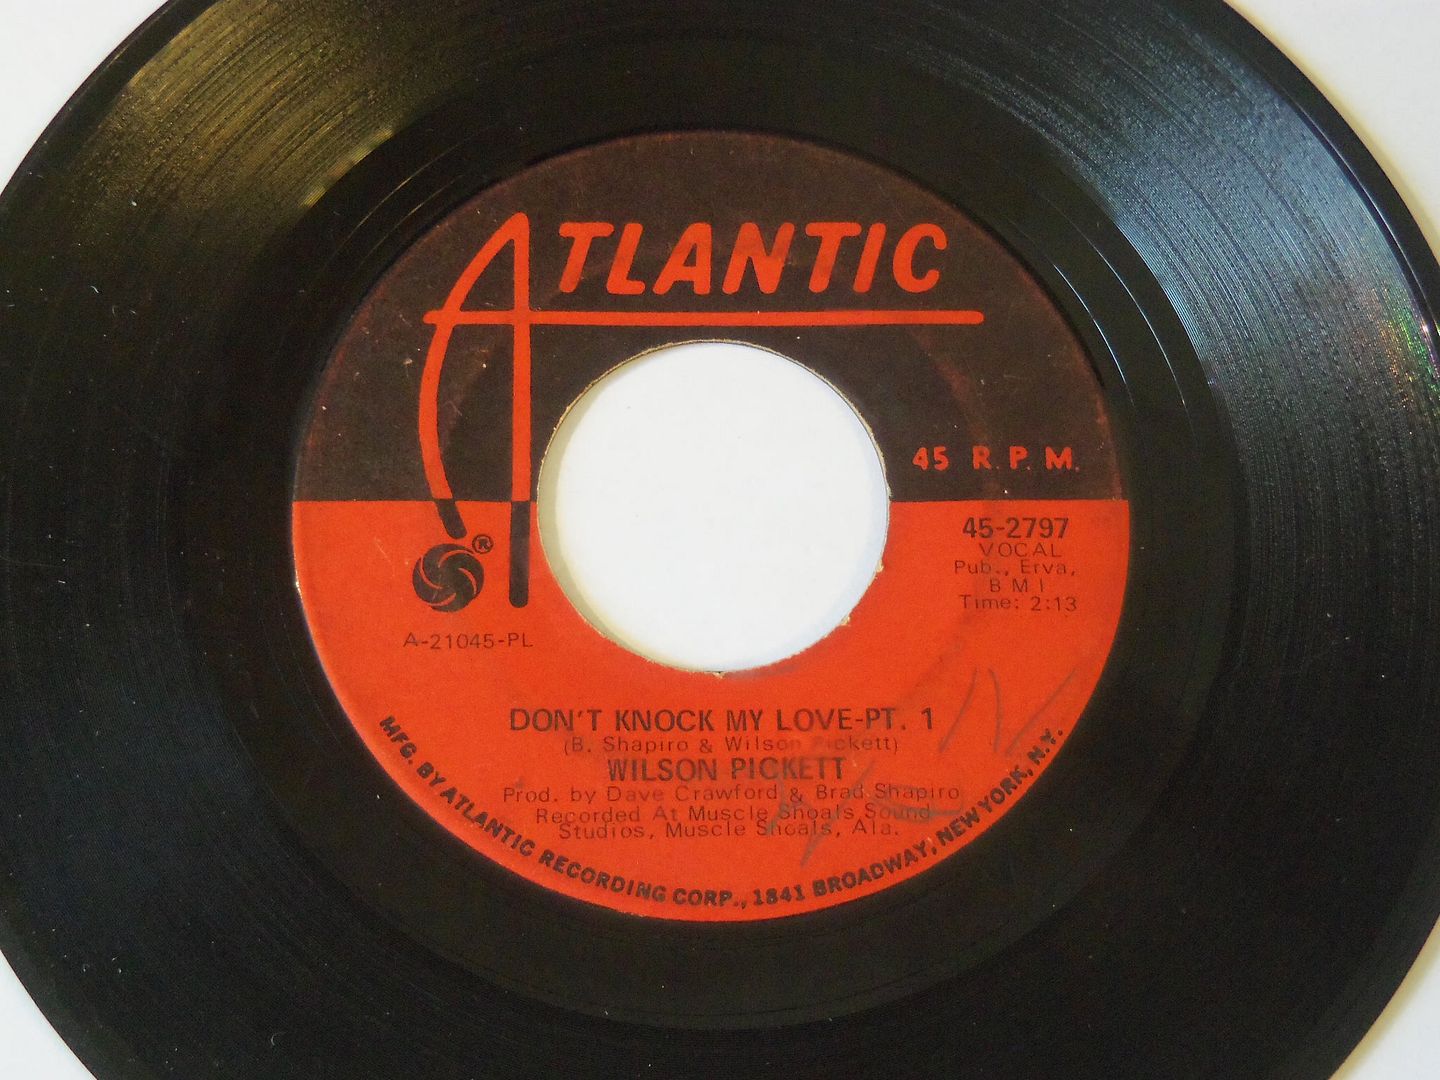 ATLANTIC
45 R.P.M.
®
45-2797
VOCAL
Pub., Erva,
BMI
Time: 2:13
A-21045-PL
DON'T KNOCK MY LOVE-PT. 1
(B. Shapiro & Wilson Pickett)
WILSON PICKETT
Prod. by Dave Crawford & Brad Shapiro
Recorded At Muscle Shoals Sound
Studios, Muscle Shoals, Ala.
MFG. BY ATLANTIC RECORDING CORP., 1841 BROADWAY, NEW YORK, N.Y.